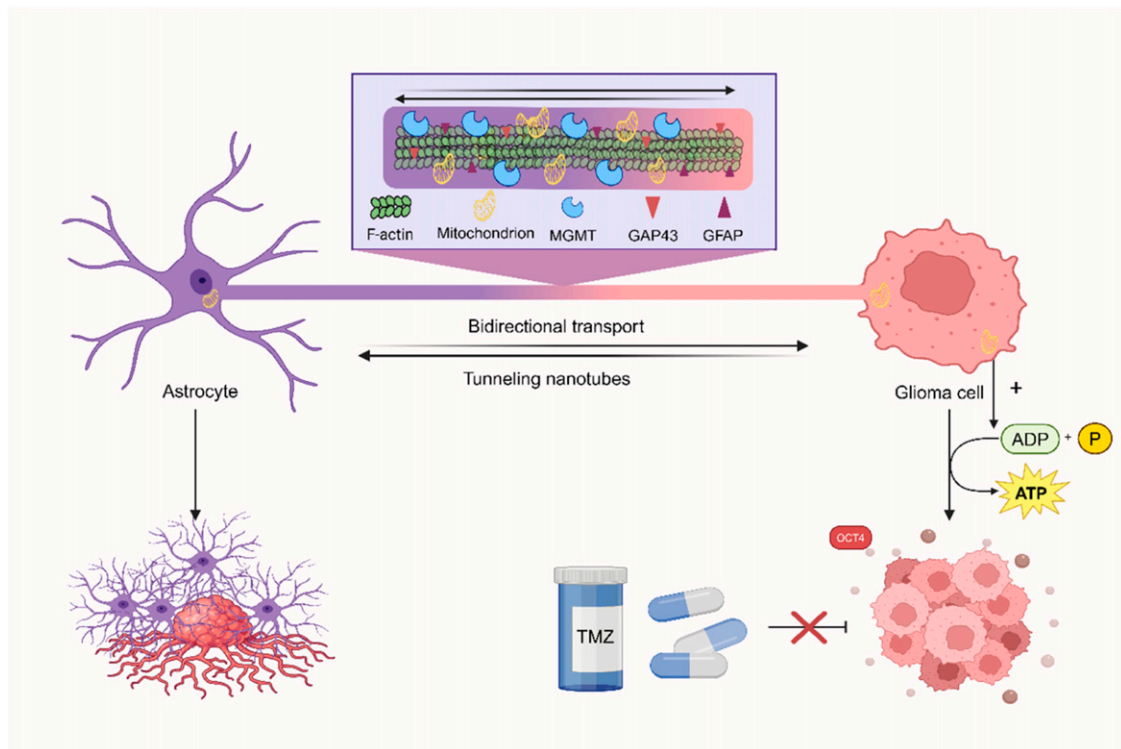 F-actin
Mitochondrion
MGMT
GAP43
GFAP
Bidirectional transport
Tunneling nanotubes
Astrocyte
Glioma cell
+
ADP + P
ATP
OCT4
TMZ